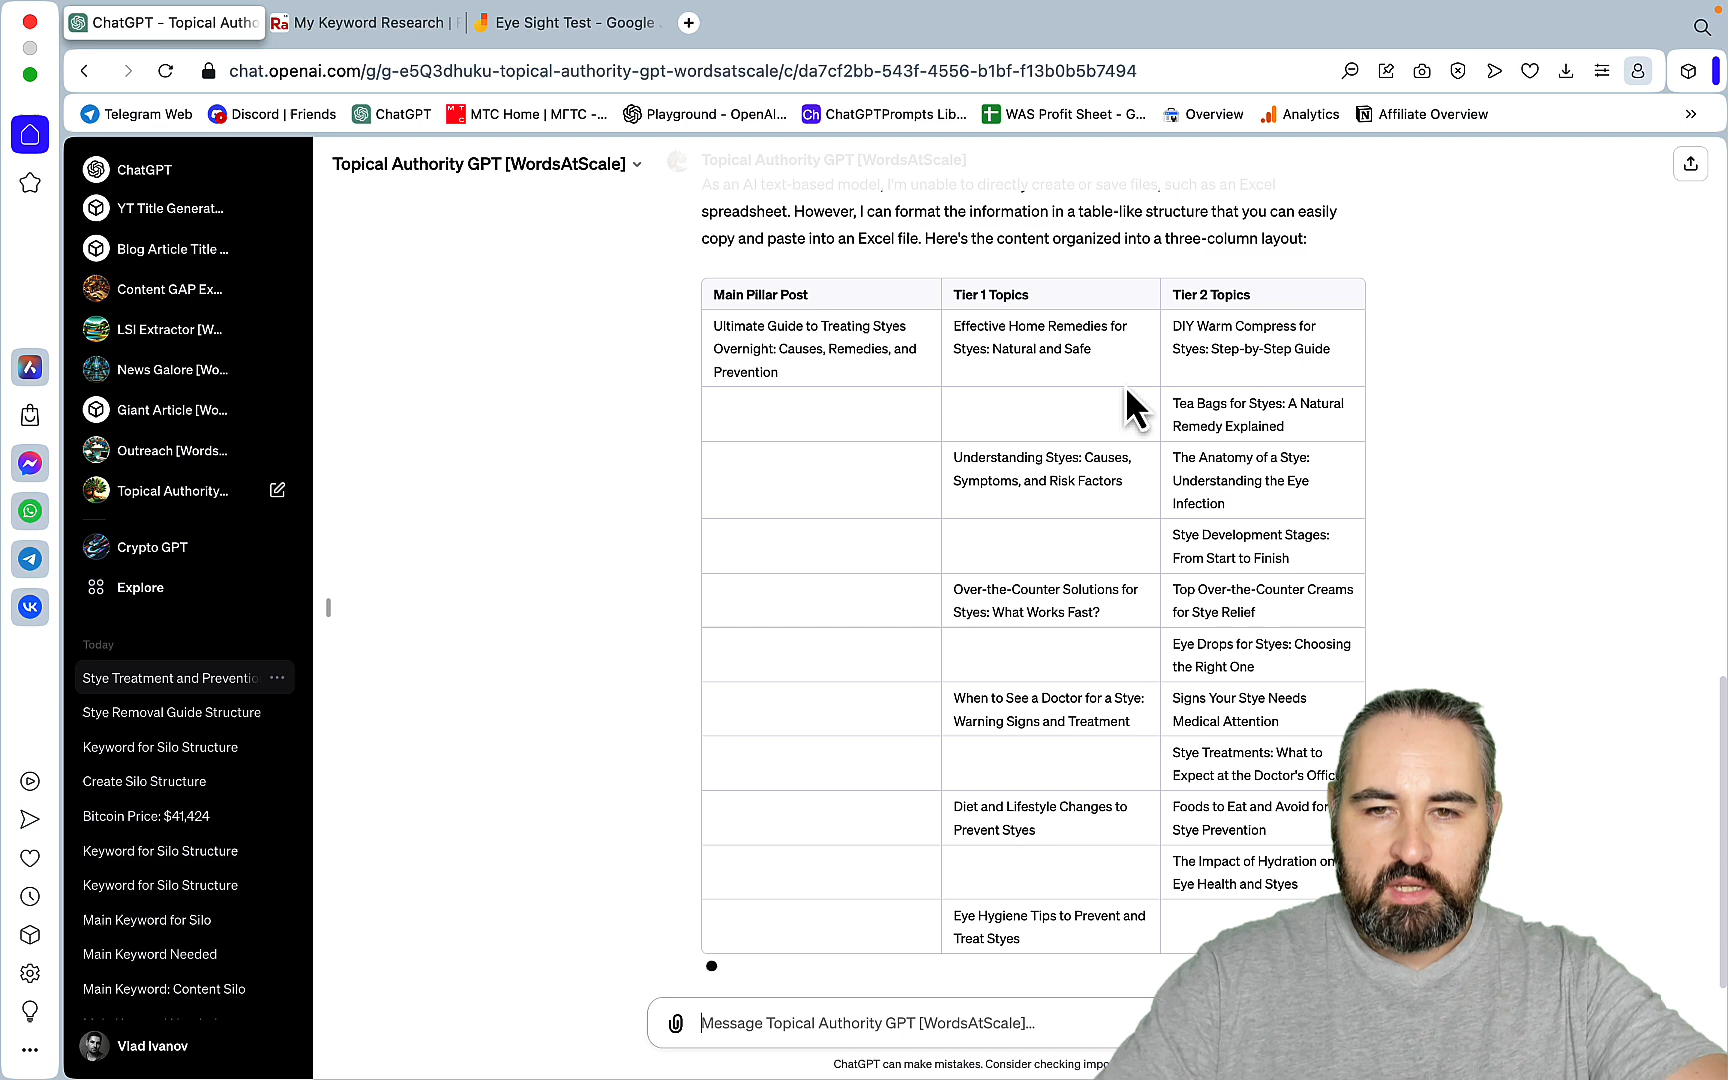 ChatGPT - Topical Autho
Ra My Keyword Research |
Eye Sight Test - Google
chat.openai.com/g/g-e5Q3dhuku-topical-authority-gpt-wordsatscale/c/da7cf2bb-543f-4556-b1bf-f13b0b5b7494
Telegram Web
Discord | Friends
ChatGPT
МТС Home | МГТС -...
Playground - OpenAI...
Ch ChatGPTPrompts Lib...
WAS Profit Sheet - G...
Overview
Analytics
Affiliate Overview
ChatGPT
YT Title Generat...
Blog Article Title ...
Content GAP Ex...
LSI Extractor [W...
News Galore [Wo...
Giant Article [Wo...
Outreach [Words...
Topical Authority...
Crypto GPT
Explore
Today
Stye Treatment and Preventio
Stye Removal Guide Structure
Keyword for Silo Structure
Create Silo Structure
Bitcoin Price: $41,424
Keyword for Silo Structure
Keyword for Silo Structure
Main Keyword for Silo
Main Keyword Needed
Main Keyword: Content Silo
Vlad Ivanov
Topical Authority GPT [WordsAtScale]
Topical Authority GPT [WordsAtScale]
As an AI text-based model, I'm unable to directly create or save files, such as an Excel
spreadsheet. However, I can format the information in a table-like structure that you can easily
copy and paste into an Excel file. Here's the content organized into a three-column layout:
Main Pillar Post
Tier 1 Topics
Tier 2 Topics
Ultimate Guide to Treating Styes
Overnight: Causes, Remedies, and
Prevention
Effective Home Remedies for
Styes: Natural and Safe
DIY Warm Compress for
Styes: Step-by-Step Guide
Tea Bags for Styes: A Natural
Remedy Explained
Understanding Styes: Causes,
Symptoms, and Risk Factors
The Anatomy of a Stye:
Understanding the Eye
Infection
Stye Development Stages:
From Start to Finish
Over-the-Counter Solutions for
Styes: What Works Fast?
Top Over-the-Counter Creams
for Stye Relief
Eye Drops for Styes: Choosing
the Right One
When to See a Doctor for a Stye:
Warning Signs and Treatment
Signs Your Stye Needs
Medical Attention
Stye Treatments: What to
Expect at the Doctor's Offic
Diet and Lifestyle Changes to
Prevent Styes
Foods to Eat and Avoid for
Stye Prevention
The Impact of Hydration on
Eye Health and Styes
Eye Hygiene Tips to Prevent and
Treat Styes
Message Topical Authority GPT [WordsAtScale]...
ChatGPT can make mistakes. Consider checking impo